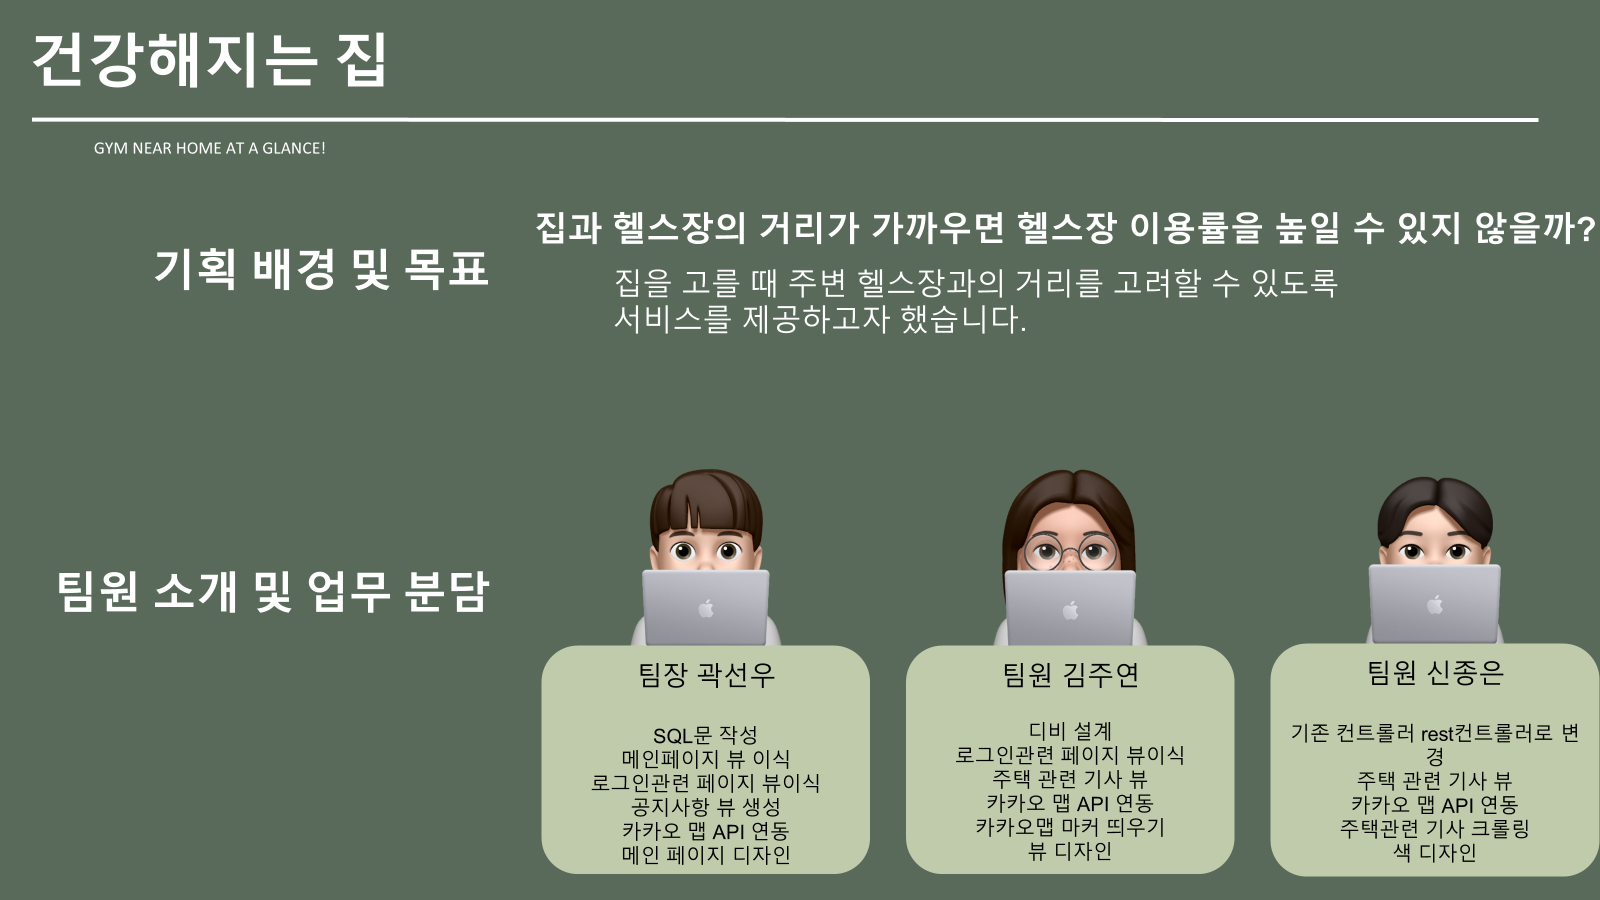 건강해지는 집
GYM NEAR HOME AT A GLANCE!
기획 배경 및 목표
집과 헬스장의 거리가 가까우면 헬스장 이용률을 높일 수 있지 않을까?
집을 고를 때 주변 헬스장과의 거리를 고려할 수 있도록
서비스를 제공하고자 했습니다.
팀원 소개 및 업무 분담
팀장 곽선우
SQL문 작성
메인페이지 뷰 이식
로그인관련 페이지 뷰이식
공지사항 뷰 생성
카카오 맵 API 연동
메인 페이지 디자인
팀원 김주연
디비 설계
로그인관련 페이지 뷰이식
주택 관련 기사 뷰
카카오 맵 API 연동
카카오맵 마커 띄우기
뷰 디자인
팀원 신종은
기존 컨트롤러 rest컨트롤러로 변
경
주택 관련 기사 뷰
카카오 맵 API 연동
주택관련 기사 크롤링
색 디자인